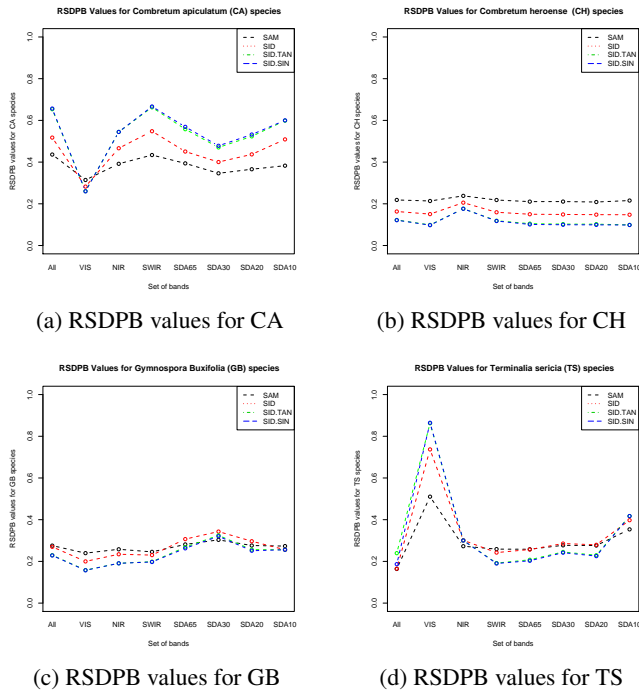 RSDPB Values for Combretum apiculatum (CA) species
RSDPB values for CA species
0.0 0.2 0.4 0.6 0.8 1.0
SAM
SID
SID.TAN
SID.SIN
All VIS NIR SWIR SDA65 SDA30 SDA20 SDA10
Set of bands
(a) RSDPB values for CA
RSDPB Values for Combretum heroense (CH) species
RSDPB values for CH species
0.0 0.2 0.4 0.6 0.8 1.0
SAM
SID
SID.TAN
SID.SIN
All VIS NIR SWIR SDA65 SDA30 SDA20 SDA10
Set of bands
(b) RSDPB values for CH
RSDPB Values for Gymnospora Buxifolia (GB) species
RSDPB values for GB species
0.0 0.2 0.4 0.6 0.8 1.0
SAM
SID
SID.TAN
SID.SIN
All VIS NIR SWIR SDA65 SDA30 SDA20 SDA10
Set of bands
(c) RSDPB values for GB
RSDPB Values for Terminalia sericia (TS) species
RSDPB values for TS species
0.0 0.2 0.4 0.6 0.8 1.0
SAM
SID
SID.TAN
SID.SIN
All VIS NIR SWIR SDA65 SDA30 SDA20 SDA10
Set of bands
(d) RSDPB values for TS